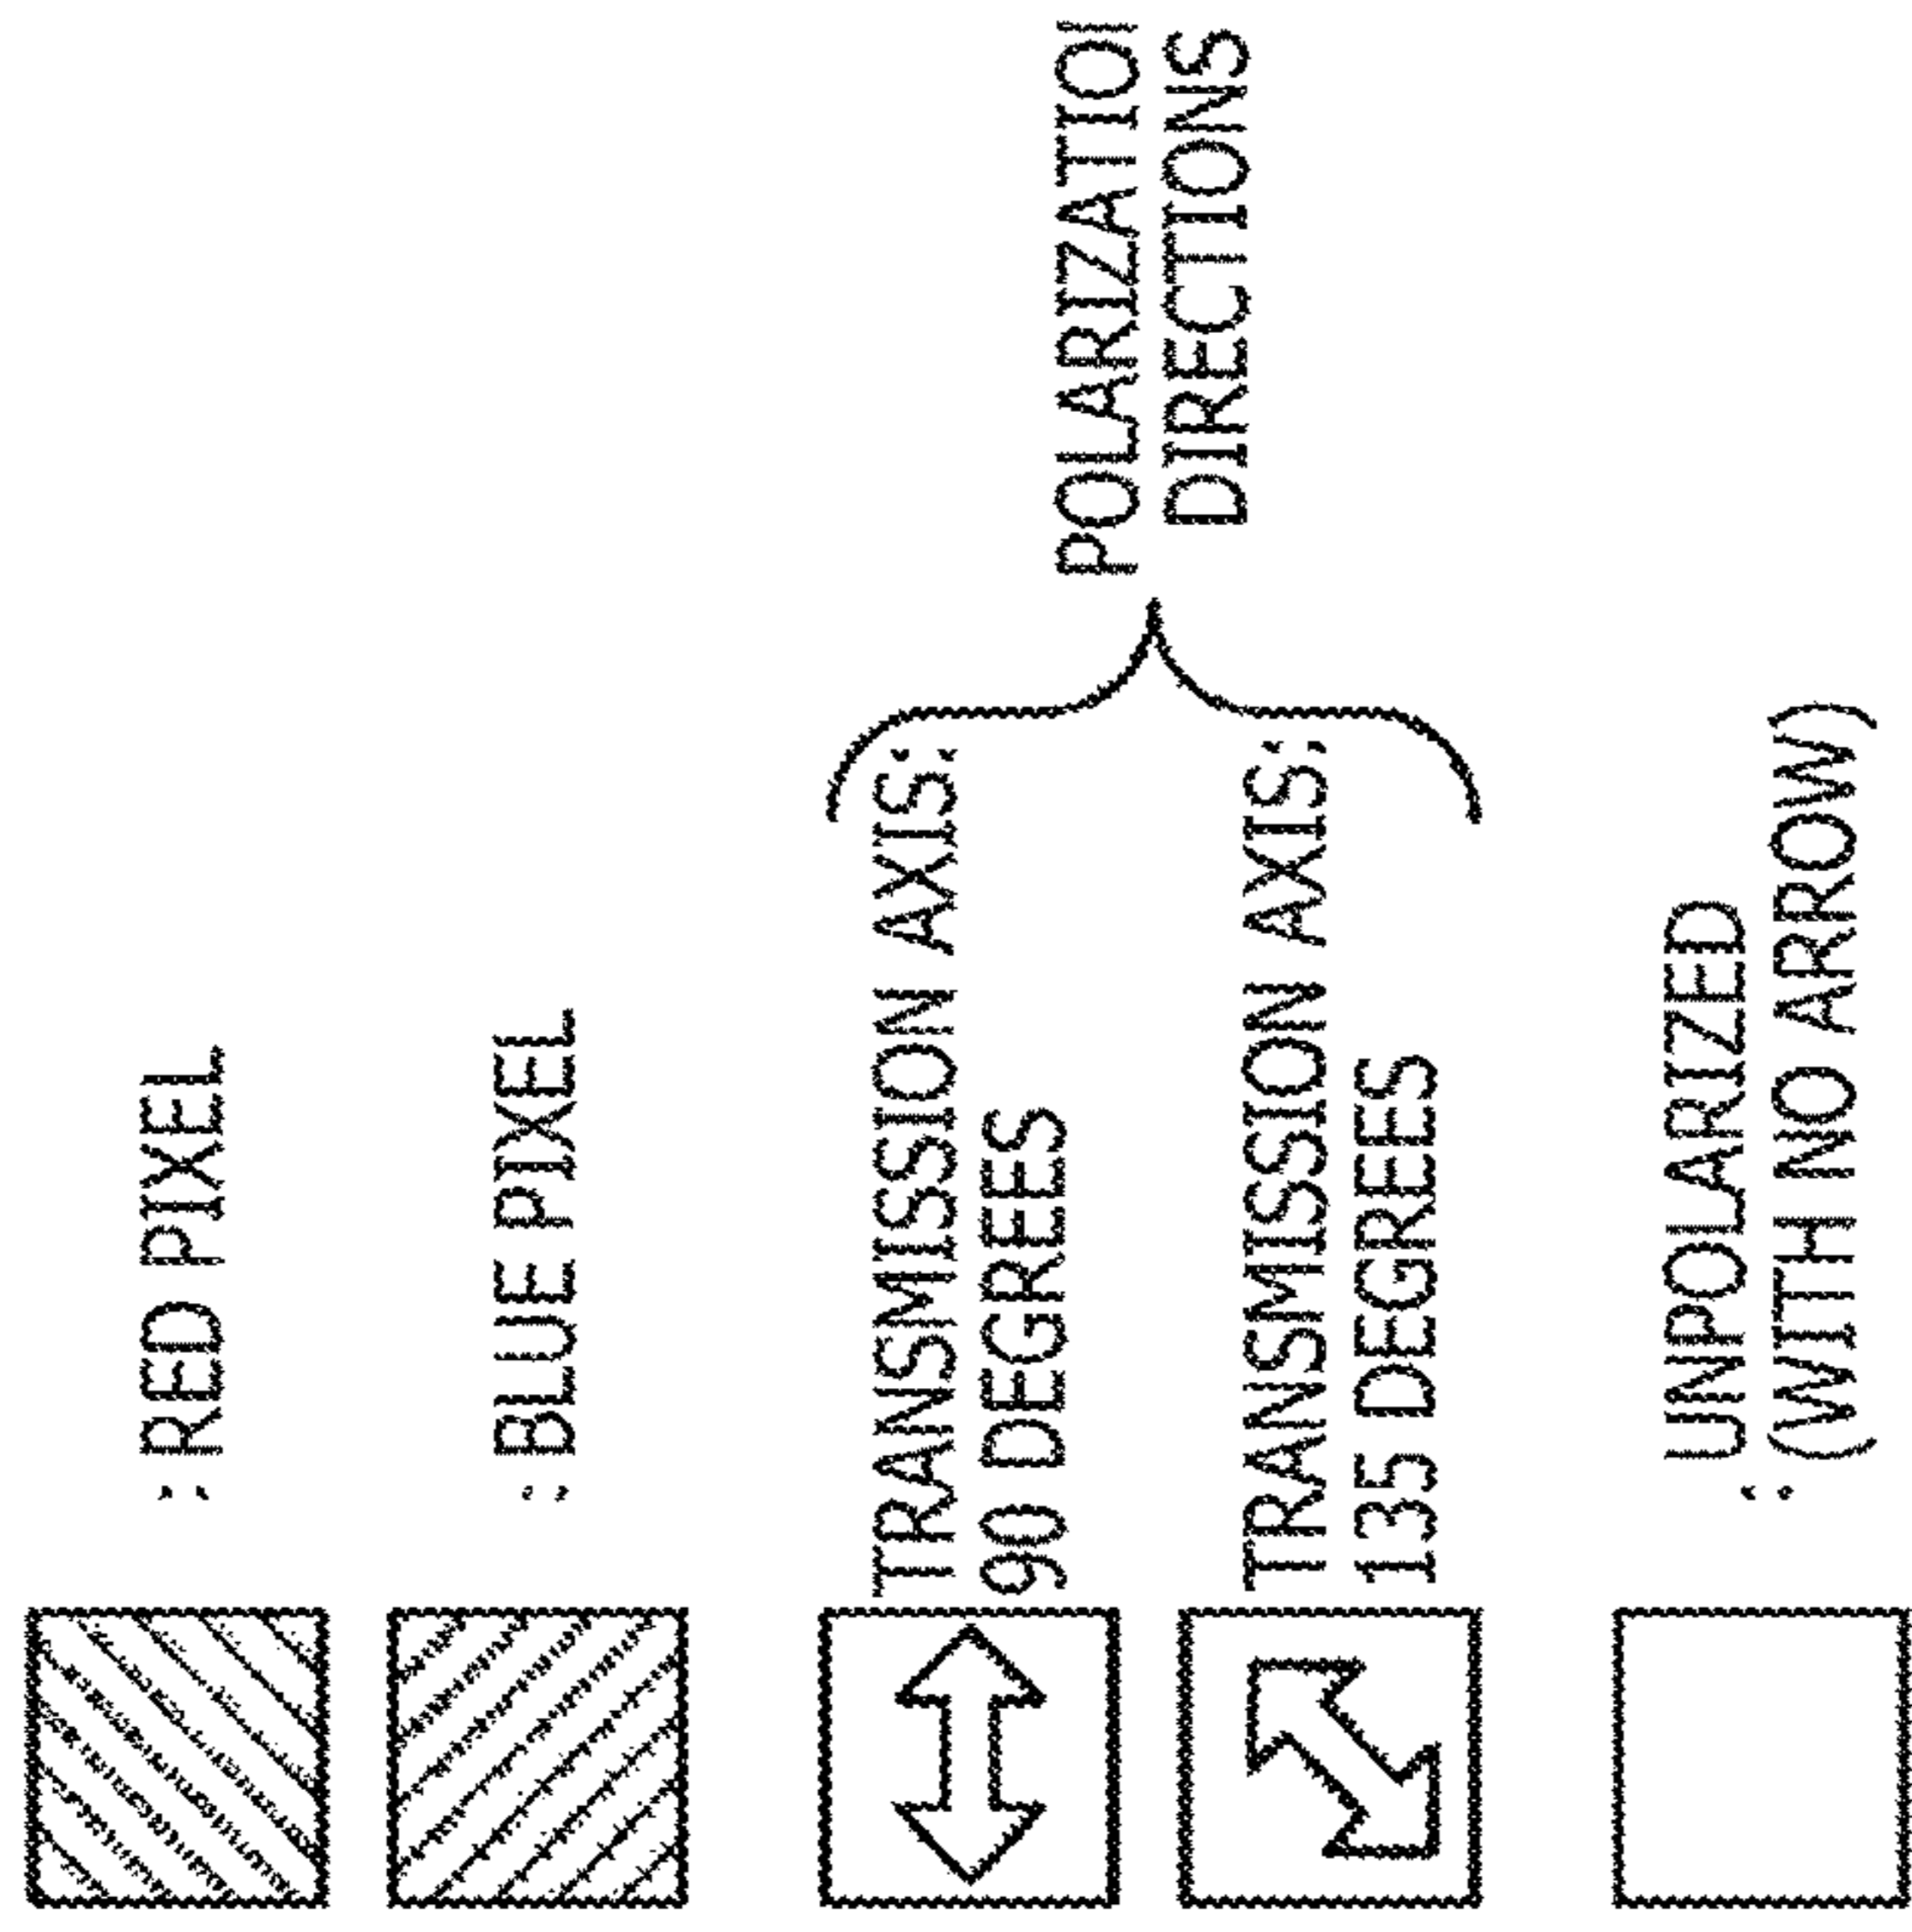 : RED PIXEL
: BLUE PIXEL
TRANSMISSION AXIS:
90 DEGREES
TRANSMISSION AXIS:
135 DEGREES
POLARIZATION
DIRECTIONS
UNPOLARIZED
: (WITH NO ARROW)